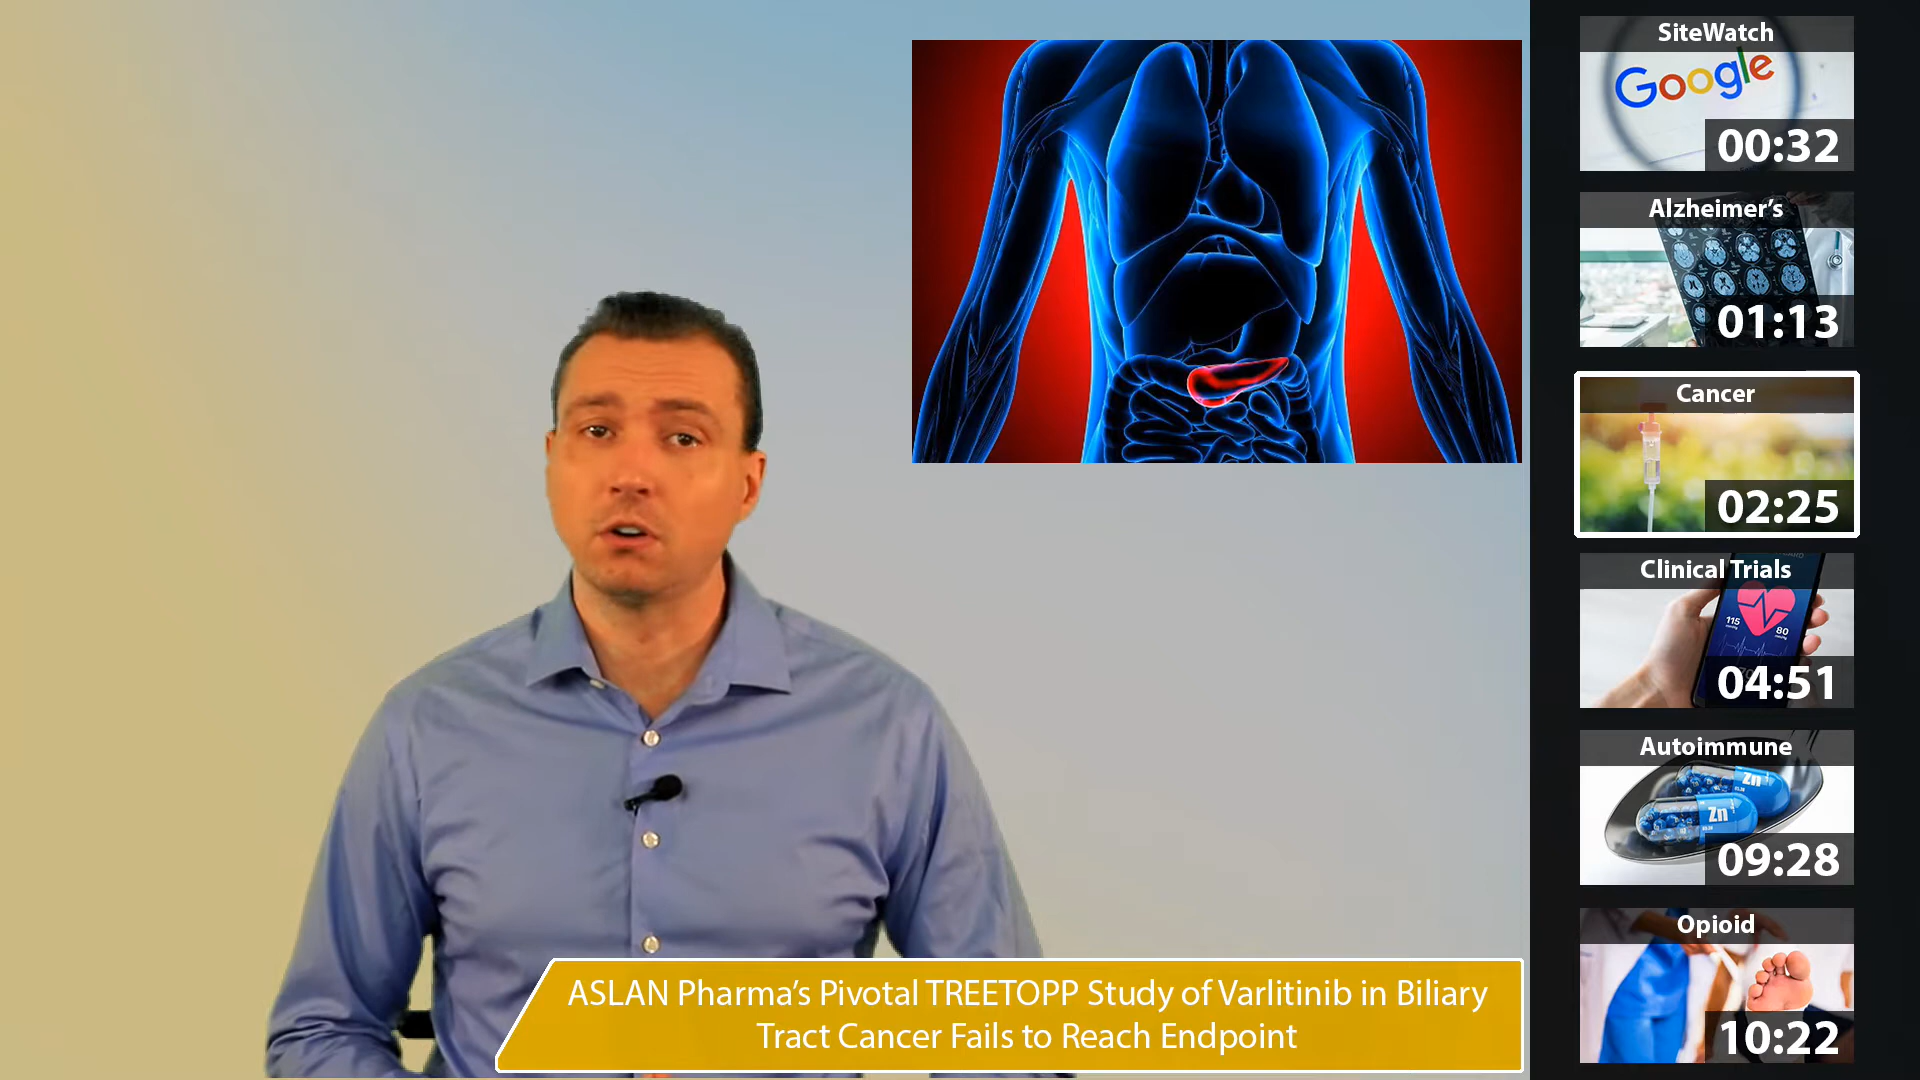 SiteWatch
Google
00:32
Alzheimer's
01:13
Cancer
02:25
Clinical Trials
115
80
04:51
Autoimmune
Zn
Zn
09:28
Opioid
10:22
ASLAN Pharma's Pivotal TREETOPP Study of Varlitinib in Biliary
Tract Cancer Fails to Reach Endpoint